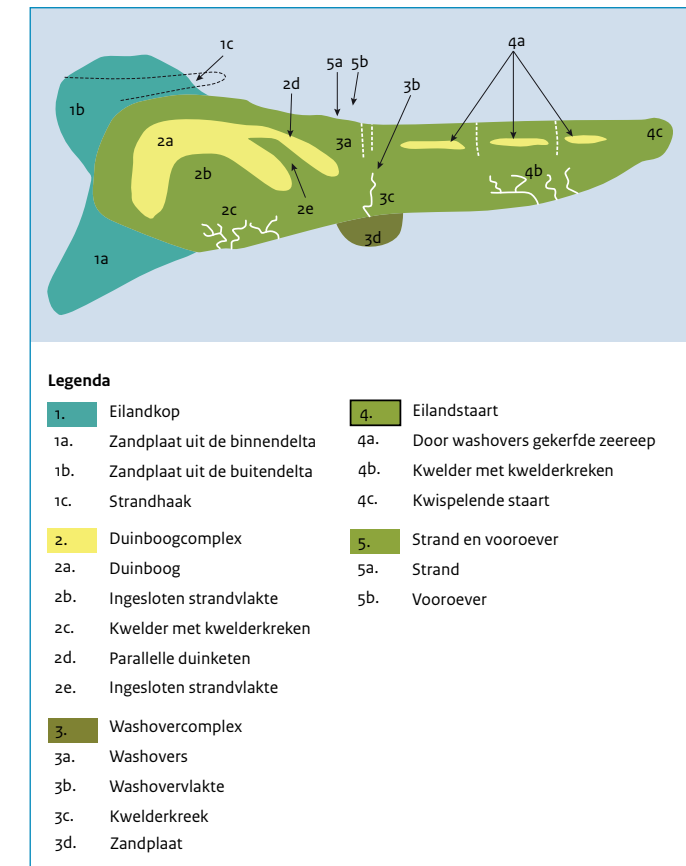 1c
4a
5a 5b
2d
3b
1b
2a
3a
4c
2b
4b
2c
2e
3c
3d
1a
Legenda
1. Eilandkop
1a. Zandplaat uit de binnendelta
1b. Zandplaat uit de buitendelta
1c. Strandhaak
2. Duinboogcomplex
2a. Duinboog
2b. Ingesloten strandvlakte
2c. Kwelder met kwelderkreken
2d. Parallelle duinketen
2e. Ingesloten strandvlakte
3. Washovercomplex
3a. Washovers
3b. Washovervlakte
3c. Kwelderkreek
3d. Zandplaat
4. Eilandstaart
4a. Door washovers gekerfde zeereep
4b. Kwelder met kwelderkreken
4c. Kwispelende staart
5. Strand en vooroever
5a. Strand
5b. Vooroever